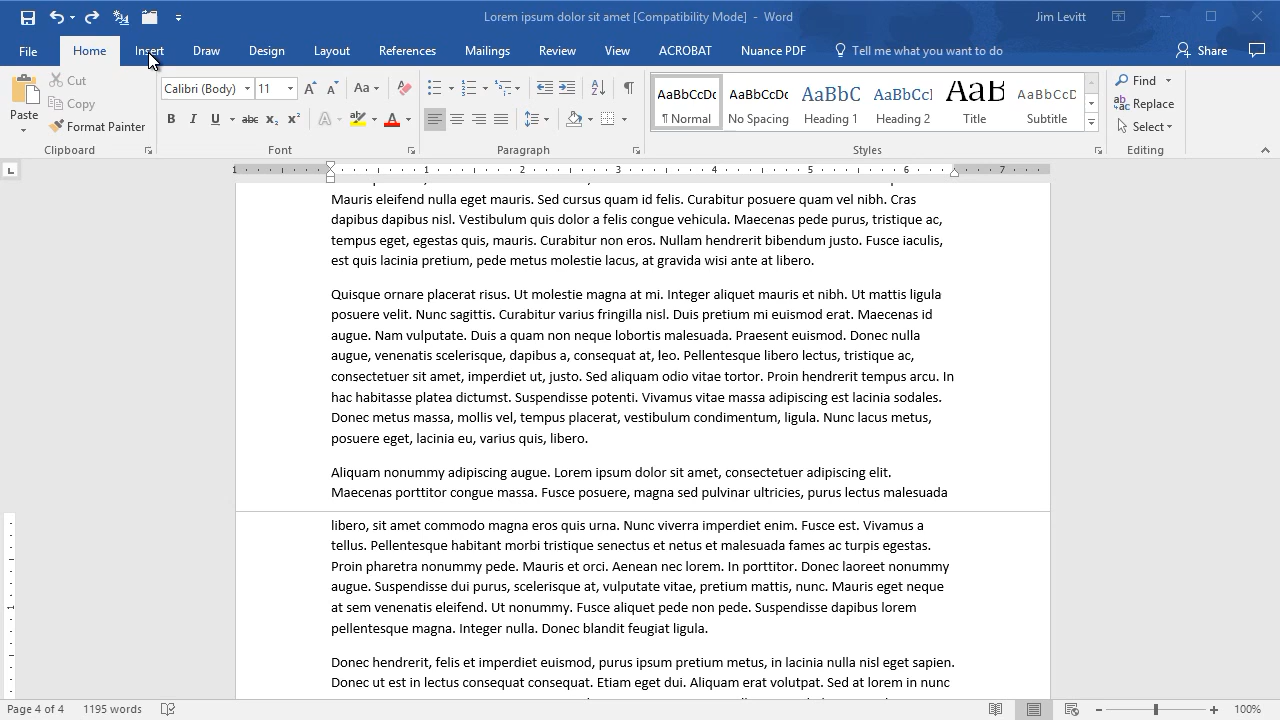 Lorem ipsum dolor sit amet [Compatibility Mode] - Word
Jim Levitt
File Home Insert Draw Design Layout References Mailings Review View ACROBAT Nuance PDF Tell me what you want to do Share
Paste
Cut
Copy
Format Painter
Clipboard
Calibri (Body) 11
Font
Paragraph
AaBbCcDc AaBbCcDc AaBbC AaBbCcl AaB AaBbCcD
¶ Normal No Spacing Heading 1 Heading 2 Title Subtitle
Styles
Find
Replace
Select
Editing
1 1 2 3 4 5 6 7
Mauris eleifend nulla eget mauris. Sed cursus quam id felis. Curabitur posuere quam vel nibh. Cras
dapibus dapibus nisl. Vestibulum quis dolor a felis congue vehicula. Maecenas pede purus, tristique ac,
tempus eget, egestas quis, mauris. Curabitur non eros. Nullam hendrerit bibendum justo. Fusce iaculis,
est quis lacinia pretium, pede metus molestie lacus, at gravida wisi ante at libero.
Quisque ornare placerat risus. Ut molestie magna at mi. Integer aliquet mauris et nibh. Ut mattis ligula
posuere velit. Nunc sagittis. Curabitur varius fringilla nisl. Duis pretium mi euismod erat. Maecenas id
augue. Nam vulputate. Duis a quam non neque lobortis malesuada. Praesent euismod. Donec nulla
augue, venenatis scelerisque, dapibus a, consequat at, leo. Pellentesque libero lectus, tristique ac,
consectetuer sit amet, imperdiet ut, justo. Sed aliquam odio vitae tortor. Proin hendrerit tempus arcu. In
hac habitasse platea dictumst. Suspendisse potenti. Vivamus vitae massa adipiscing est lacinia sodales.
Donec metus massa, mollis vel, tempus placerat, vestibulum condimentum, ligula. Nunc lacus metus,
posuere eget, lacinia eu, varius quis, libero.
Aliquam nonummy adipiscing augue. Lorem ipsum dolor sit amet, consectetuer adipiscing elit.
Maecenas porttitor congue massa. Fusce posuere, magna sed pulvinar ultricies, purus lectus malesuada
libero, sit amet commodo magna eros quis urna. Nunc viverra imperdiet enim. Fusce est. Vivamus a
tellus. Pellentesque habitant morbi tristique senectus et netus et malesuada fames ac turpis egestas.
Proin pharetra nonummy pede. Mauris et orci. Aenean nec lorem. In porttitor. Donec laoreet nonummy
augue. Suspendisse dui purus, scelerisque at, vulputate vitae, pretium mattis, nunc. Mauris eget neque
at sem venenatis eleifend. Ut nonummy. Fusce aliquet pede non pede. Suspendisse dapibus lorem
pellentesque magna. Integer nulla. Donec blandit feugiat ligula.
Donec hendrerit, felis et imperdiet euismod, purus ipsum pretium metus, in lacinia nulla nisl eget sapien.
Donec ut est in lectus consequat consequat. Etiam eget dui. Aliquam erat volutpat. Sed at lorem in nunc
Page 4 of 4 1195 words 100%